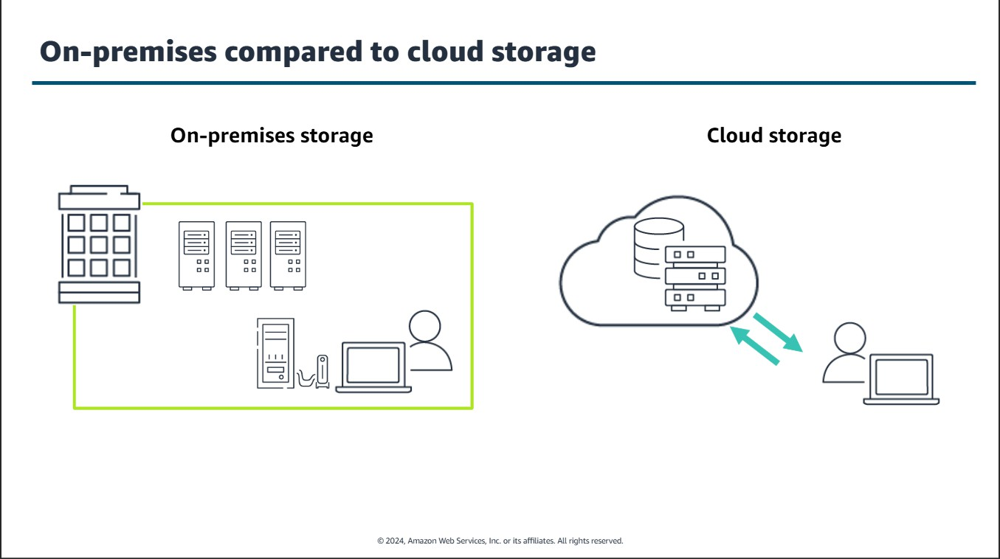 On-premises compared to cloud storage
On-premises storage
Cloud storage
© 2024, Amazon Web Services, Inc. or its affiliates. All rights reserved.